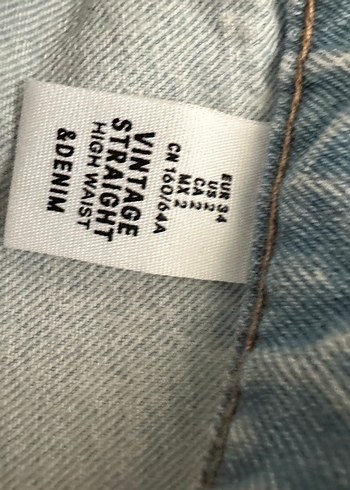 EUR 34
US 2
CA 2
MX 2
CN 160/64A
VINTAGE
STRAIGHT
HIGH WAIST
&DENIM